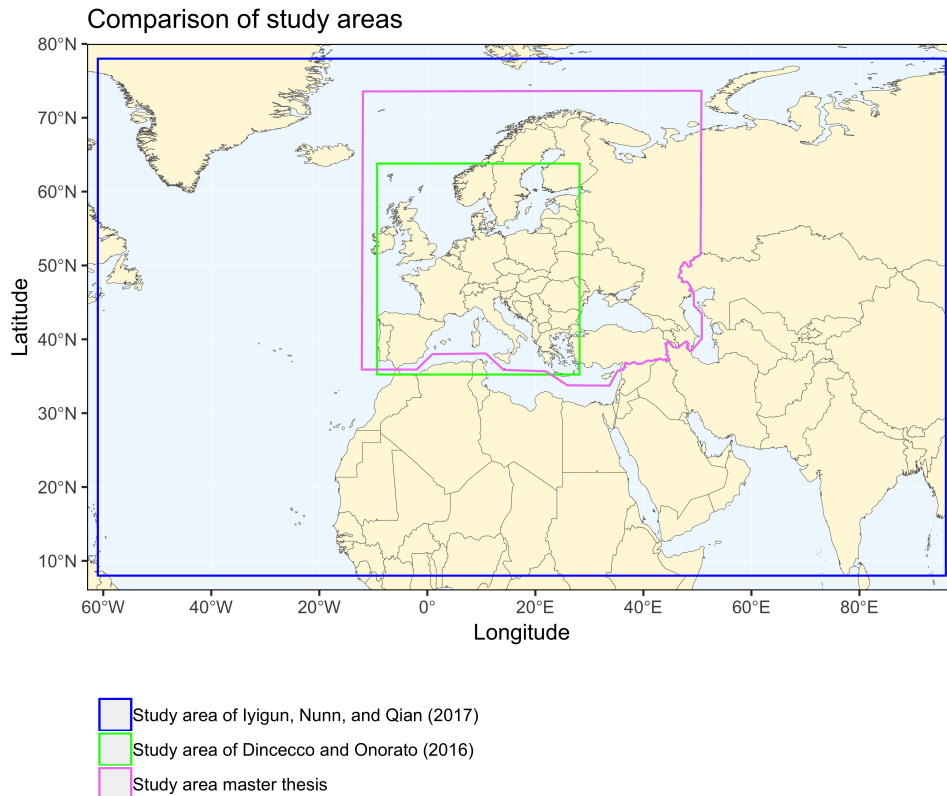 Comparison of study areas
80°N
70°N
60°N
50°N
40°N
30°N
20°N
10°N
Latitude
60°W
40°W
20°W
0°
20°E
40°E
60°E
80°E
Longitude
Study area of Iyigun, Nunn, and Qian (2017)
Study area of Dincecco and Onorato (2016)
Study area master thesis